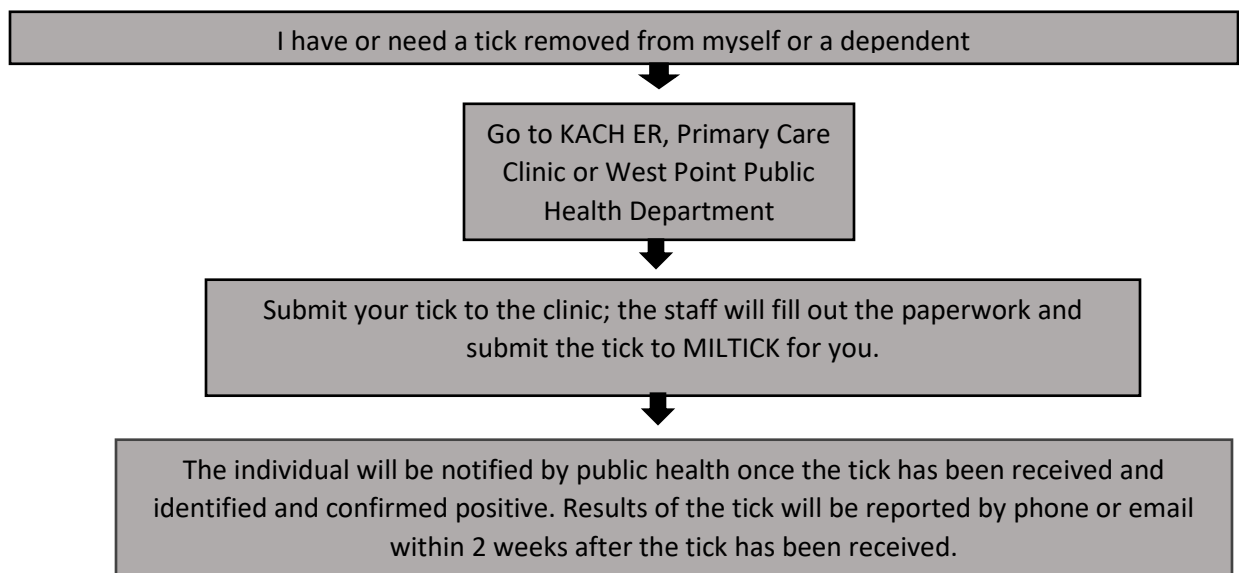 I have or need a tick removed from myself or a dependent
Go to KACH ER, Primary Care
Clinic or West Point Public
Health Department
Submit your tick to the clinic; the staff will fill out the paperwork and
submit the tick to MILTICK for you.
The individual will be notified by public health once the tick has been received and
identified and confirmed positive. Results of the tick will be reported by phone or email
within 2 weeks after the tick has been received.